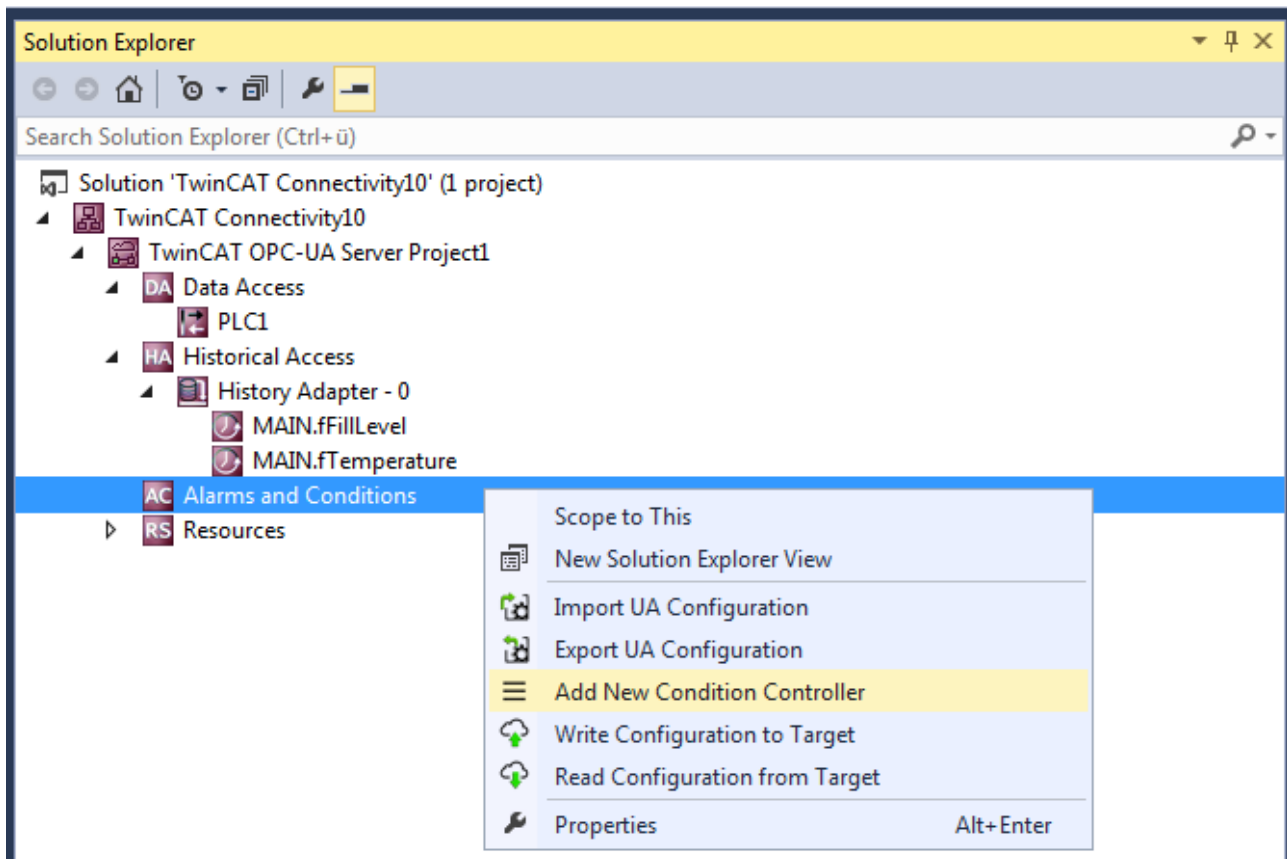 Solution Explorer
Search Solution Explorer (Ctrl+ü)
Solution 'TwinCAT Connectivity10' (1 project)
TwinCAT Connectivity10
TwinCAT OPC-UA Server Project1
DA Data Access
PLC1
HA Historical Access
History Adapter - 0
MAIN.fFillLevel
MAIN.fTemperature
AC Alarms and Conditions
RS Resources
Scope to This
New Solution Explorer View
Import UA Configuration
Export UA Configuration
Add New Condition Controller
Write Configuration to Target
Read Configuration from Target
Properties Alt+Enter